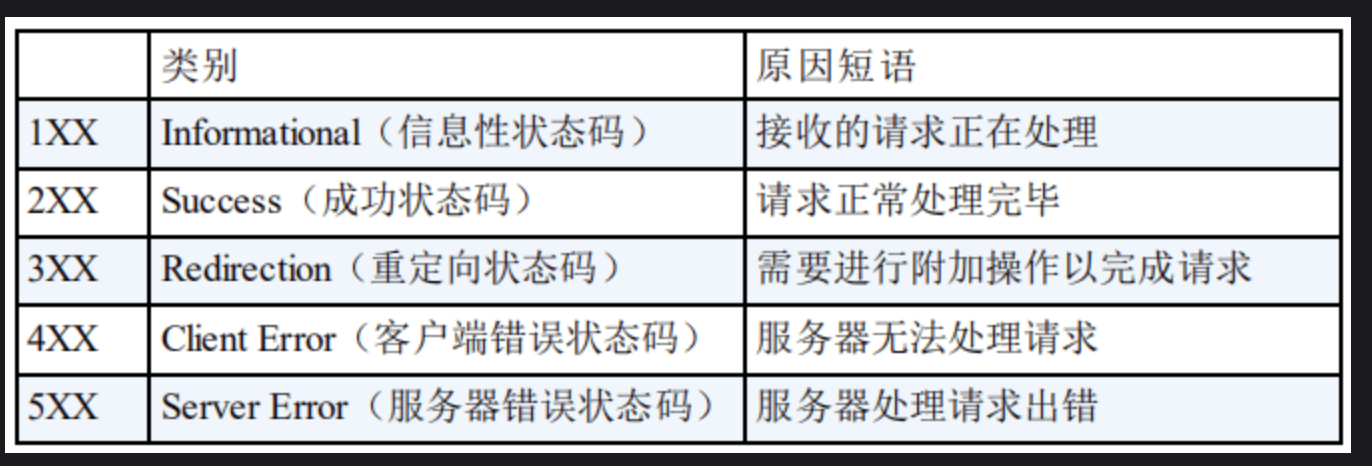 类别 原因短语
1XX Informational（信息性状态码） 接收的请求正在处理
2XX Success（成功状态码） 请求正常处理完毕
3XX Redirection（重定向状态码） 需要进行附加操作以完成请求
4XX Client Error（客户端错误状态码） 服务器无法处理请求
5XX Server Error（服务器错误状态码） 服务器处理请求出错